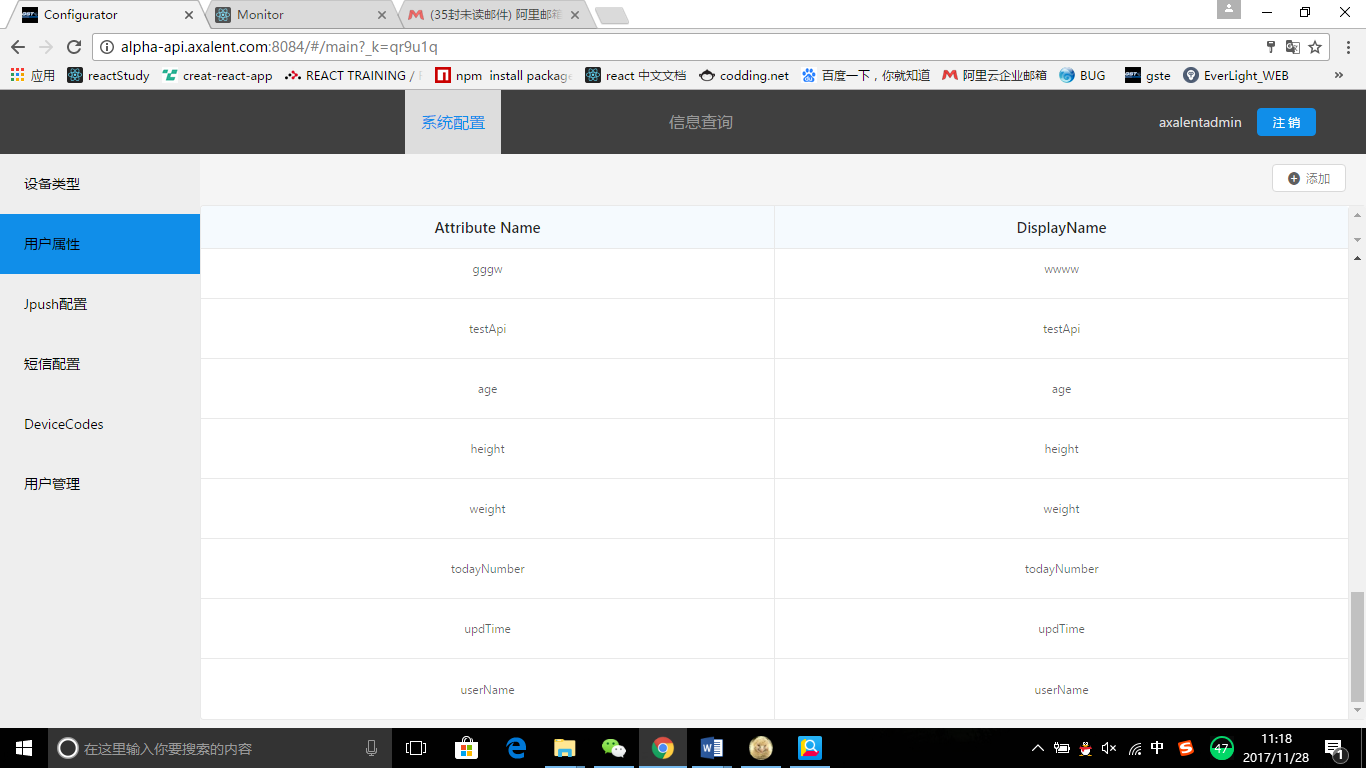 Configurator
Monitor
(35封未读邮件) 阿里邮箱
alpha-api.axalent.com:8084/#/main?_k=qr9u1q
应用 reactStudy creat-react-app REACT TRAINING / npm install package react 中文文档 codding.net 百度一下,你就知道 阿里云企业邮箱 BUG gste EverLight_WEB »
系统配置 信息查询 axalentadmin 注 销
设备类型
用户属性
Jpush配置
短信配置
DeviceCodes
用户管理
添加
Attribute Name DisplayName
gggw wwww
testApi testApi
age age
height height
weight weight
todayNumber todayNumber
updTime updTime
userName userName
在这里输入你要搜索的内容
中
47
11:18
2017/11/28
1